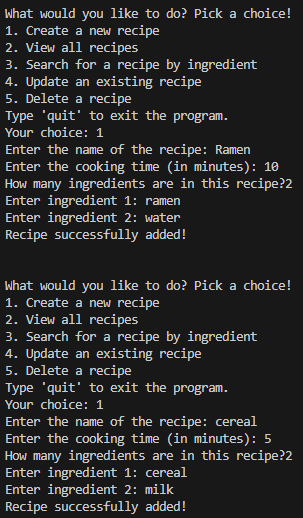 What would you like to do? Pick a choice!
1. Create a new recipe
2. View all recipes
3. Search for a recipe by ingredient
4. Update an existing recipe
5. Delete a recipe
Type 'quit' to exit the program.
Your choice: 1
Enter the name of the recipe: Ramen
Enter the cooking time (in minutes): 10
How many ingredients are in this recipe?2
Enter ingredient 1: ramen
Enter ingredient 2: water
Recipe successfully added!

What would you like to do? Pick a choice!
1. Create a new recipe
2. View all recipes
3. Search for a recipe by ingredient
4. Update an existing recipe
5. Delete a recipe
Type 'quit' to exit the program.
Your choice: 1
Enter the name of the recipe: cereal
Enter the cooking time (in minutes): 5
How many ingredients are in this recipe?2
Enter ingredient 1: cereal
Enter ingredient 2: milk
Recipe successfully added!